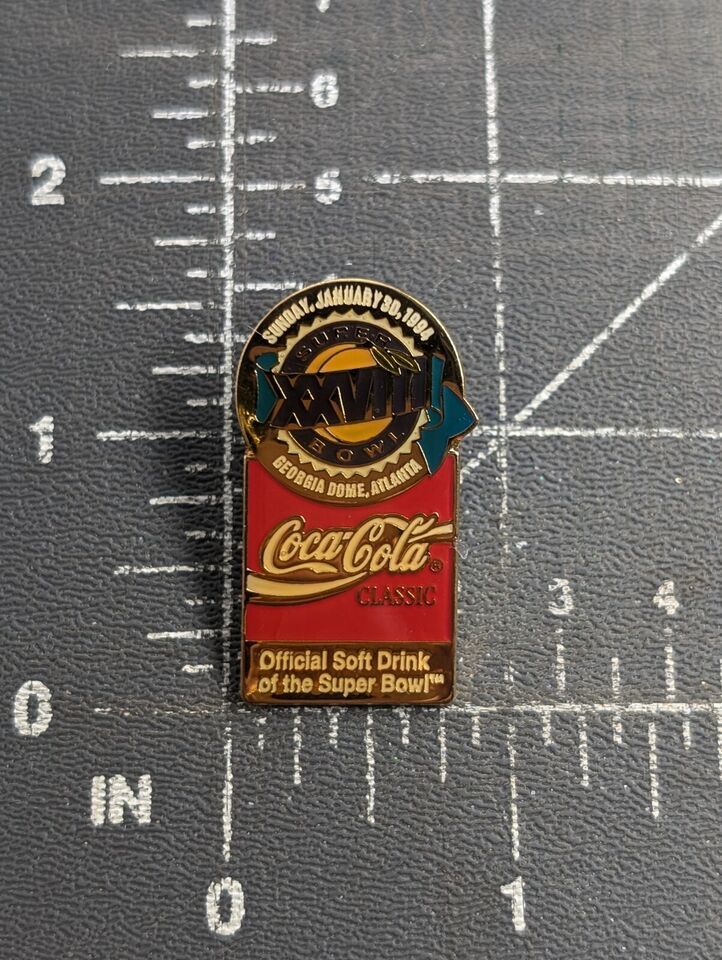 6
2
5
SUNDAY, JANUARY 30, 1994
SUPER
XXVIII
BOWL
GEORGIA DOME, ATLANTA
1
Coca-Cola®
CLASSIC
3
4
Official Soft Drink
of the Super Bowl™
0
IN
0
1